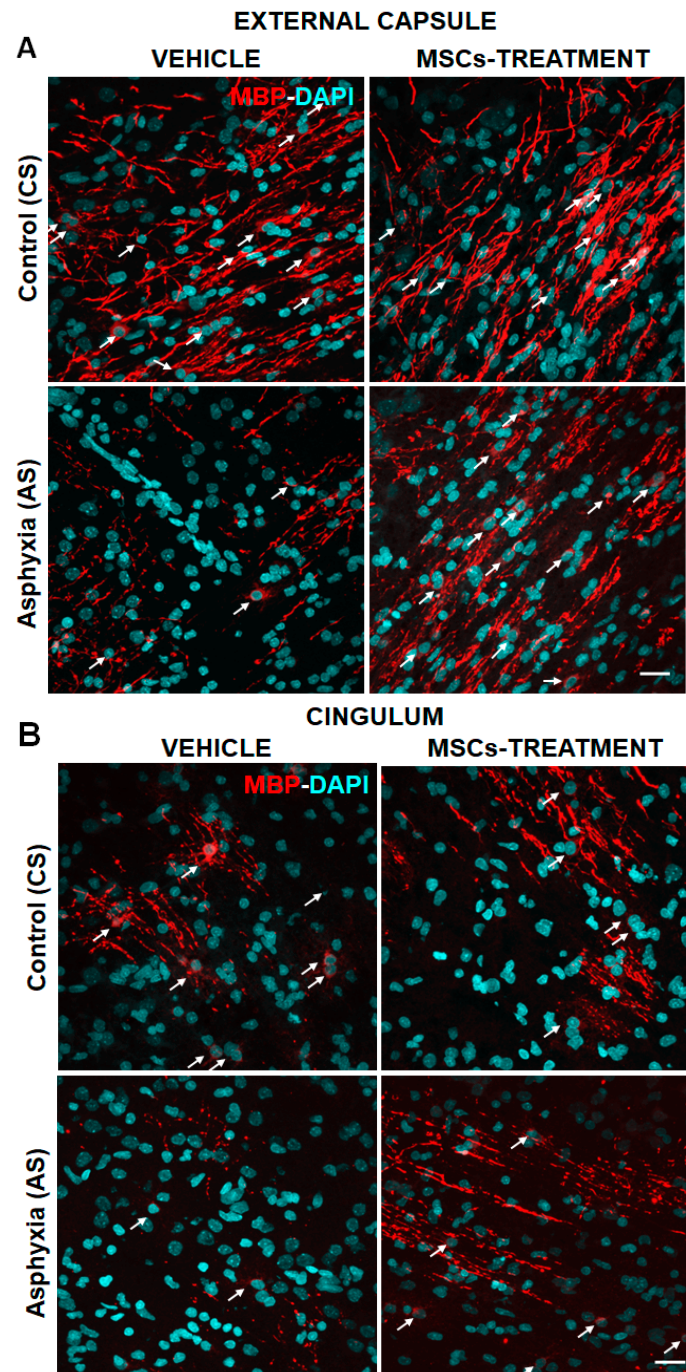 EXTERNAL CAPSULE
A
VEHICLE MSCs-TREATMENT
MBP-DAPI
Control (CS)
Asphyxia (AS)
CINGULUM
B
VEHICLE MSCs-TREATMENT
MBP-DAPI
Control (CS)
Asphyxia (AS)